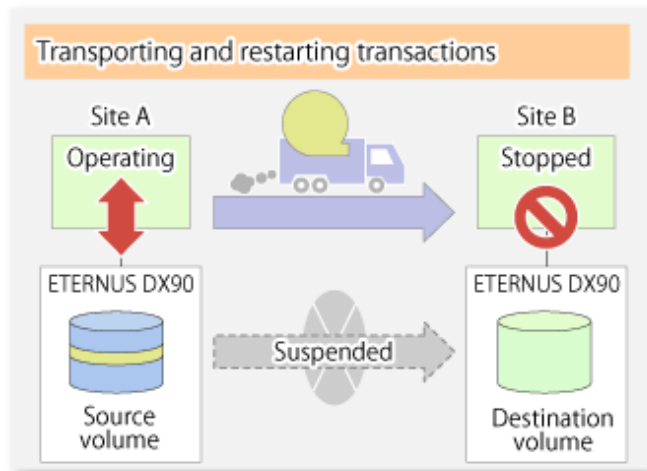 Transporting and restarting transactions
Site A
Site B
Operating
Stopped
ETERNUS DX90
ETERNUS DX90
Suspended
Source
volume
Destination
volume